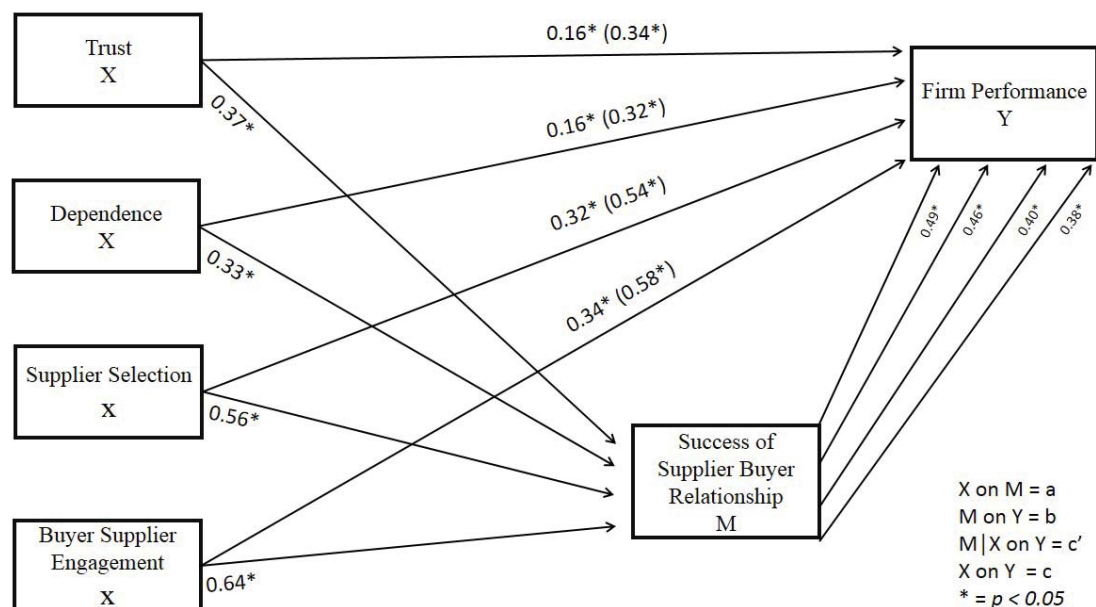 Trust
X
0.16* (0.34*)
0.37*
Firm Performance
Y
Dependence
X
0.16* (0.32*)
0.33*
0.49*
0.46*
0.40*
0.38*
Supplier Selection
X
0.32* (0.54*)
0.56*
Buyer Supplier
Engagement
X
0.34* (0.58*)
0.64*
Success of
Supplier Buyer
Relationship
M
X on M = a
M on Y = b
M|X on Y = c’
X on Y = c
* = p < 0.05